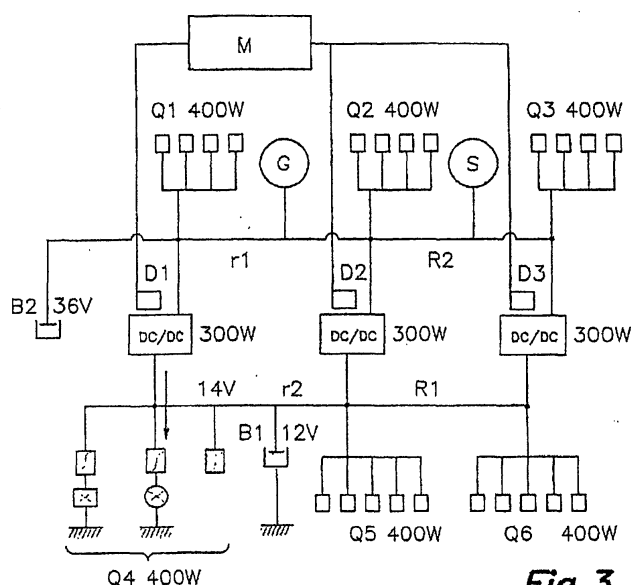 M
Q1 400W
Q2 400W
Q3 400W
G
S
r1
R2
D1
D2
D3
B2 36V
DC/DC 300W
DC/DC 300W
DC/DC 300W
14V
r2
R1
B1 12V
Q5 400W
Q6 400W
Q4 400W
Fig. 3